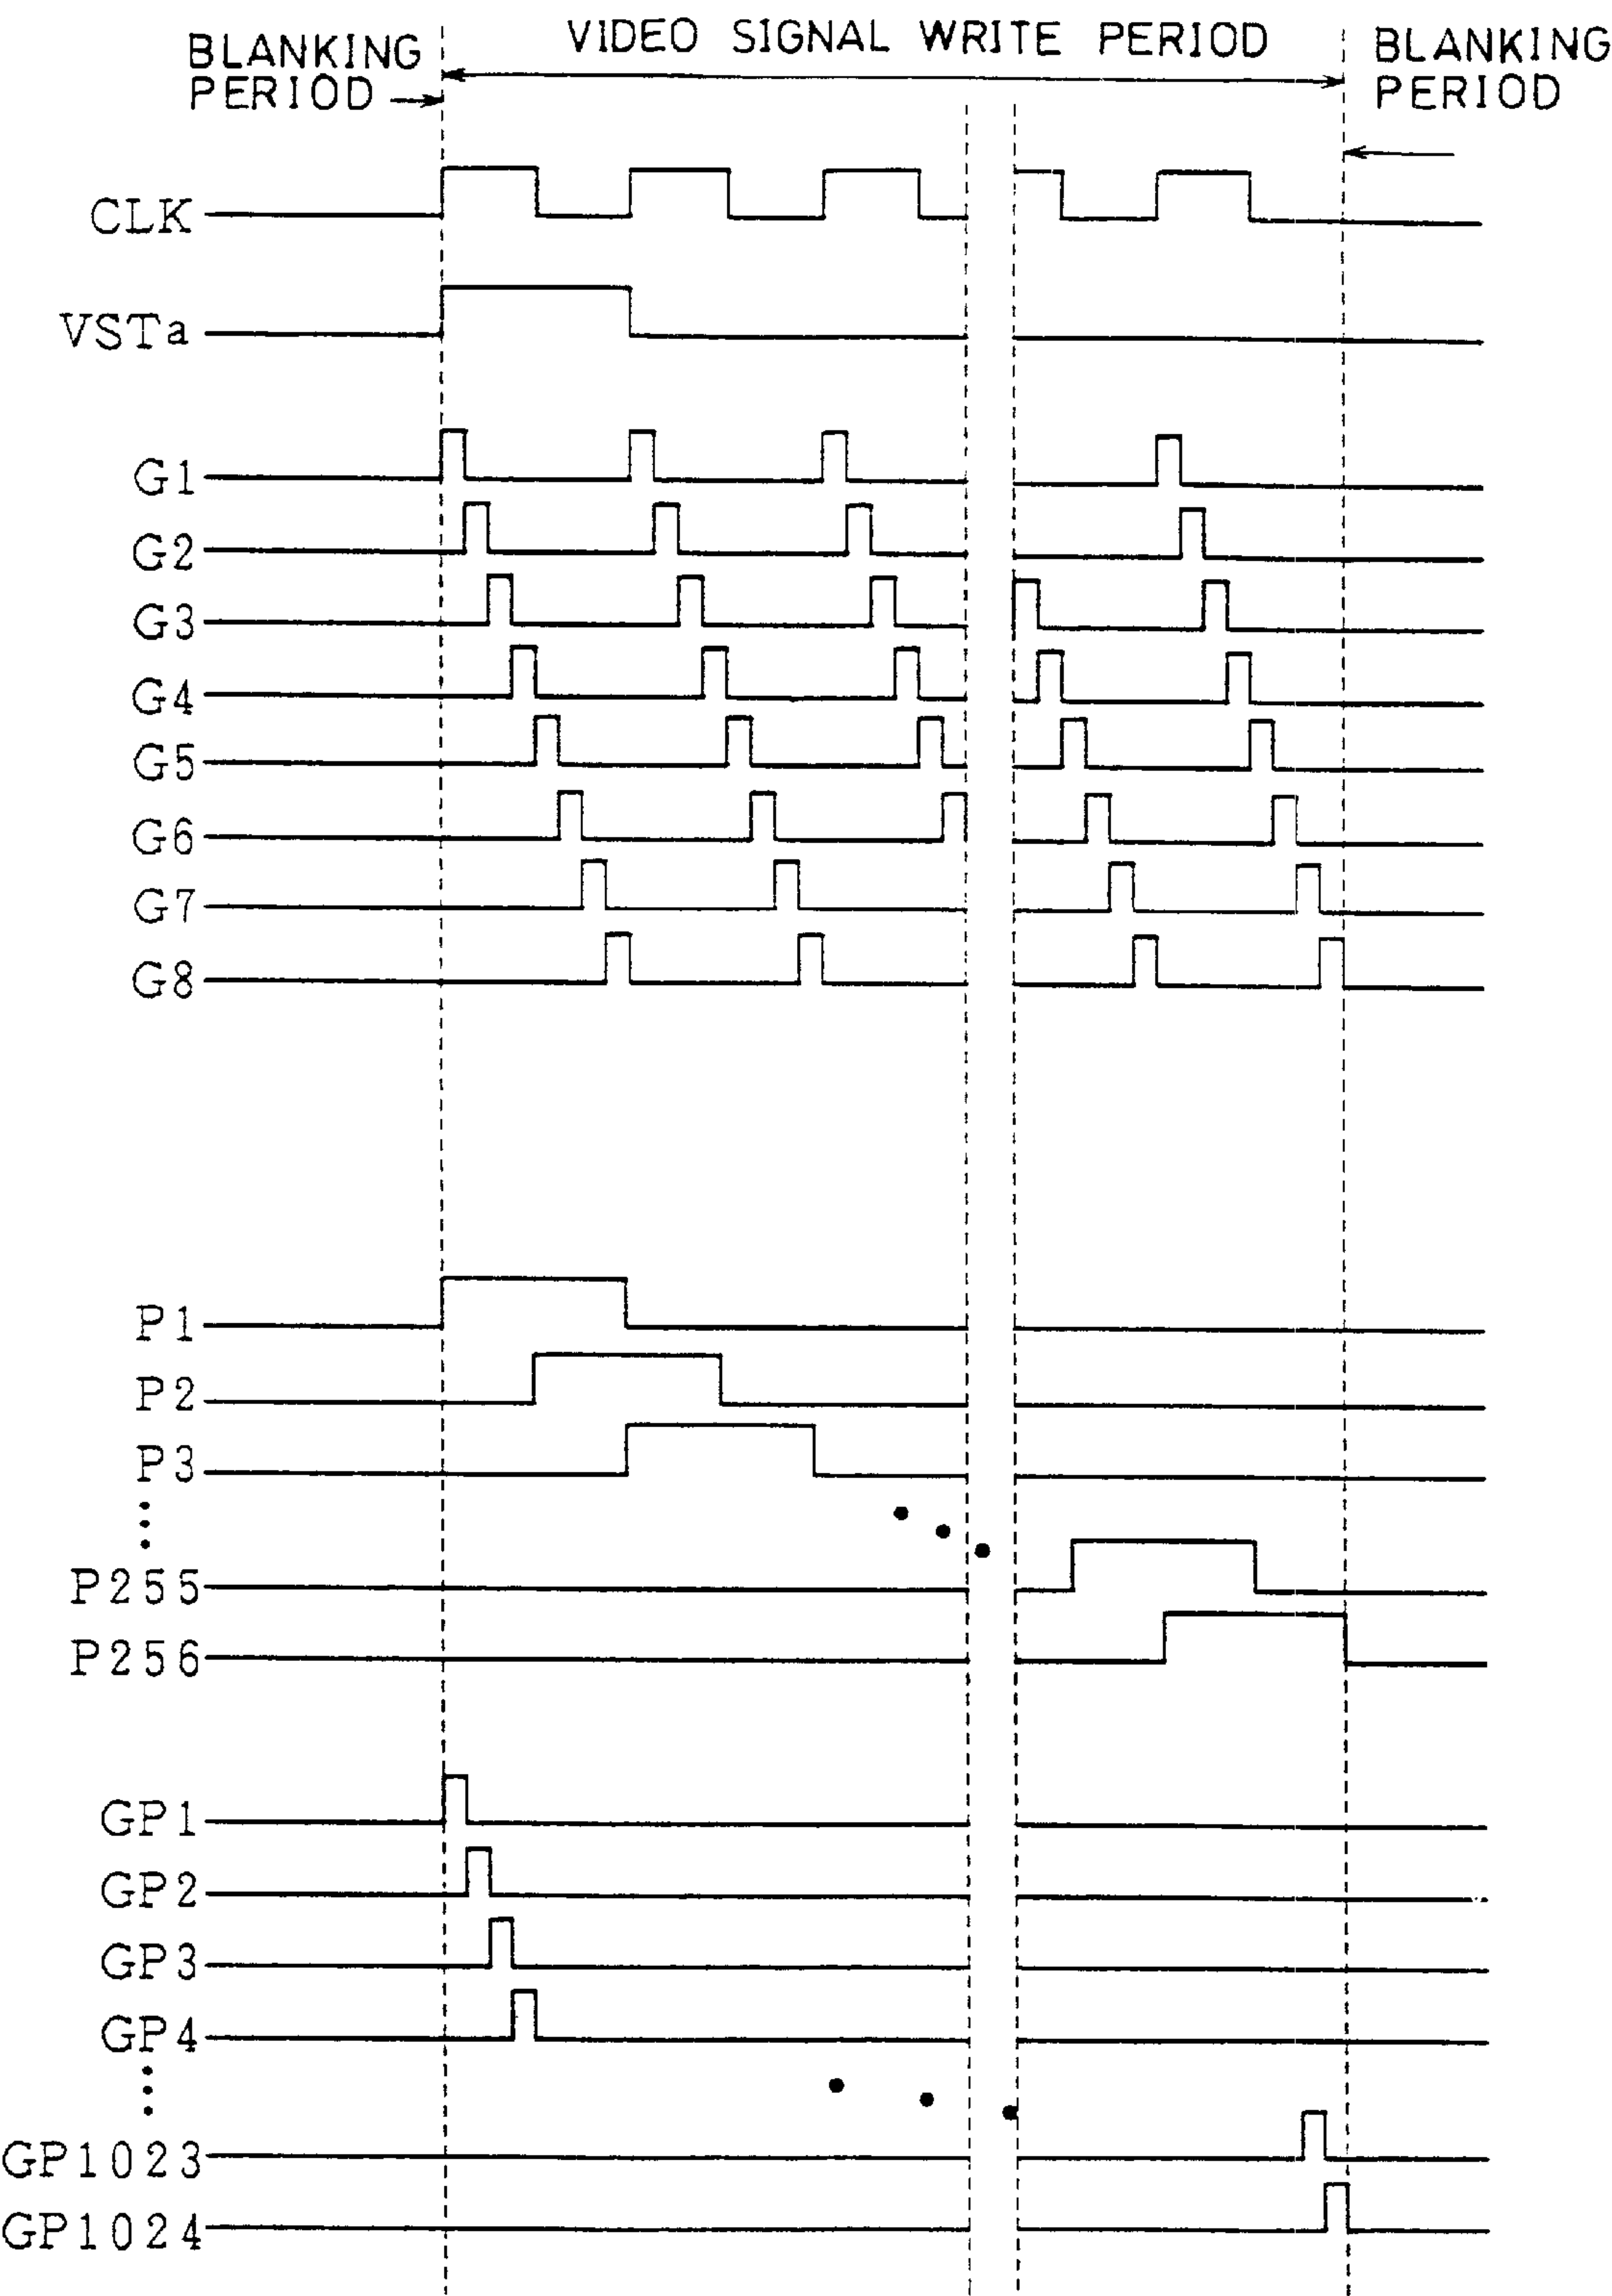 BLANKING
PERIOD
VIDEO SIGNAL WRITE PERIOD
BLANKING
PERIOD
CLK
VSTa
G1
G2
G3
G4
G5
G6
G7
G8
P1
P2
P3
P255
P256
GP1
GP2
GP3
GP4
GP1023
GP1024